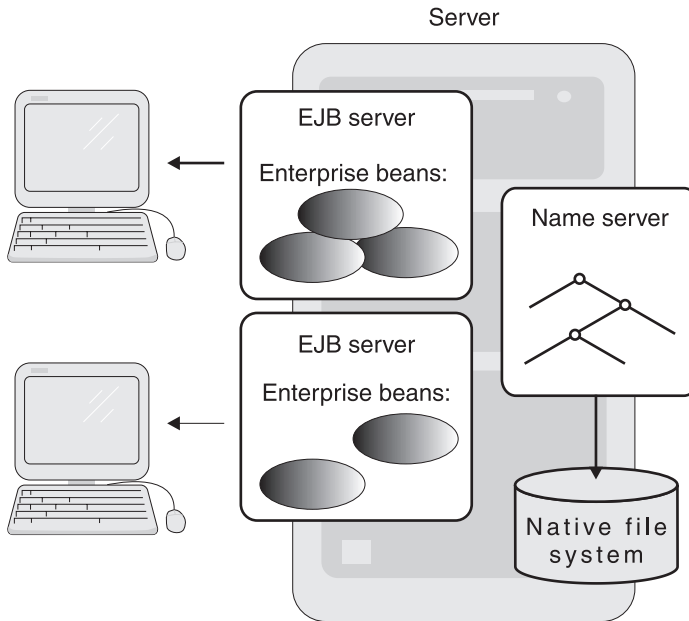 Server
EJB server
Enterprise beans:
Name server
EJB server
Enterprise beans:
Native file
system